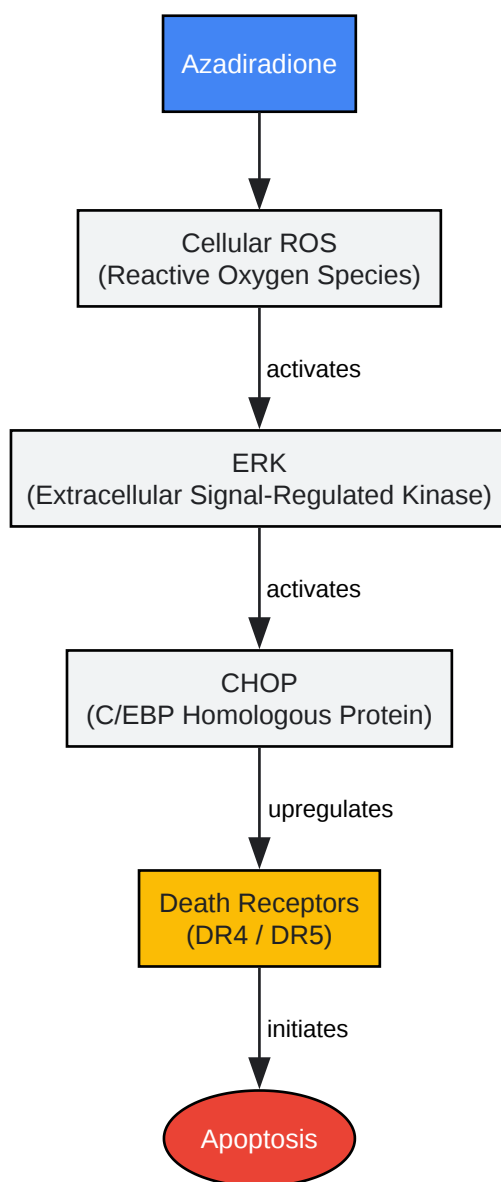 Azadiradione
Cellular ROS
(Reactive Oxygen Species)
activates
ERK
(Extracellular Signal-Regulated Kinase)
activates
CHOP
(C/EBP Homologous Protein)
upregulates
Death Receptors
(DR4 / DR5)
initiates
Apoptosis